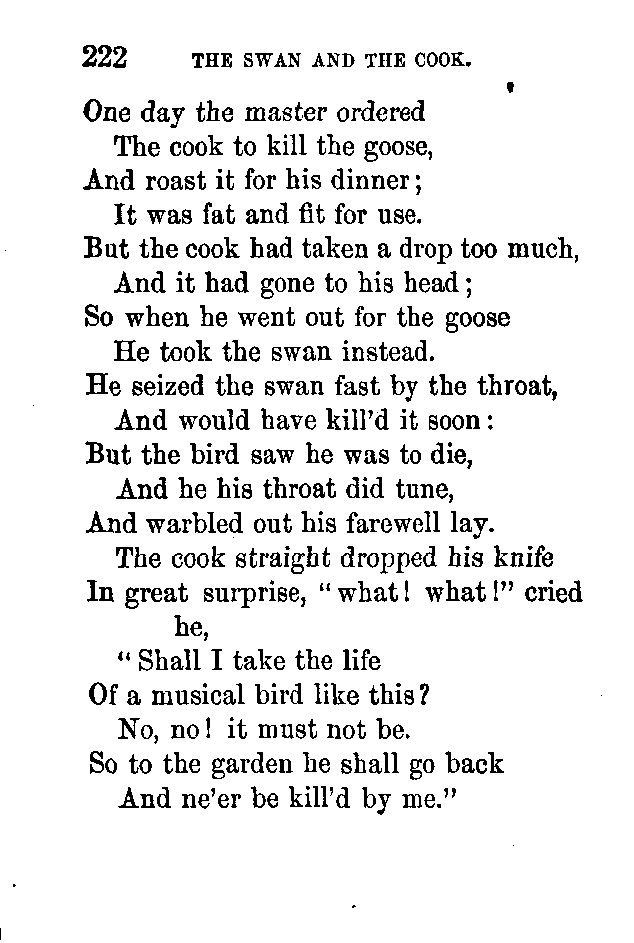 222 THE SWAN AND THE COOK.
One day the master ordered
The cook to kill the goose,
And roast it for his dinner;
It was fat and fit for use.
But the cook had taken a drop too much,
And it had gone to his head;
So when he went out for the goose
He took the swan instead.
He seized the swan fast by the throat,
And would have kill'd it soon:
But the bird saw he was to die,
And he his throat did tune,
And warbled out his farewell lay.
The cook straight dropped his knife
In great surprise, "what! what!" cried
he,
"Shall I take the life
Of a musical bird like this?
No, no! it must not be.
So to the garden he shall go back
And ne'er be kill'd by me."